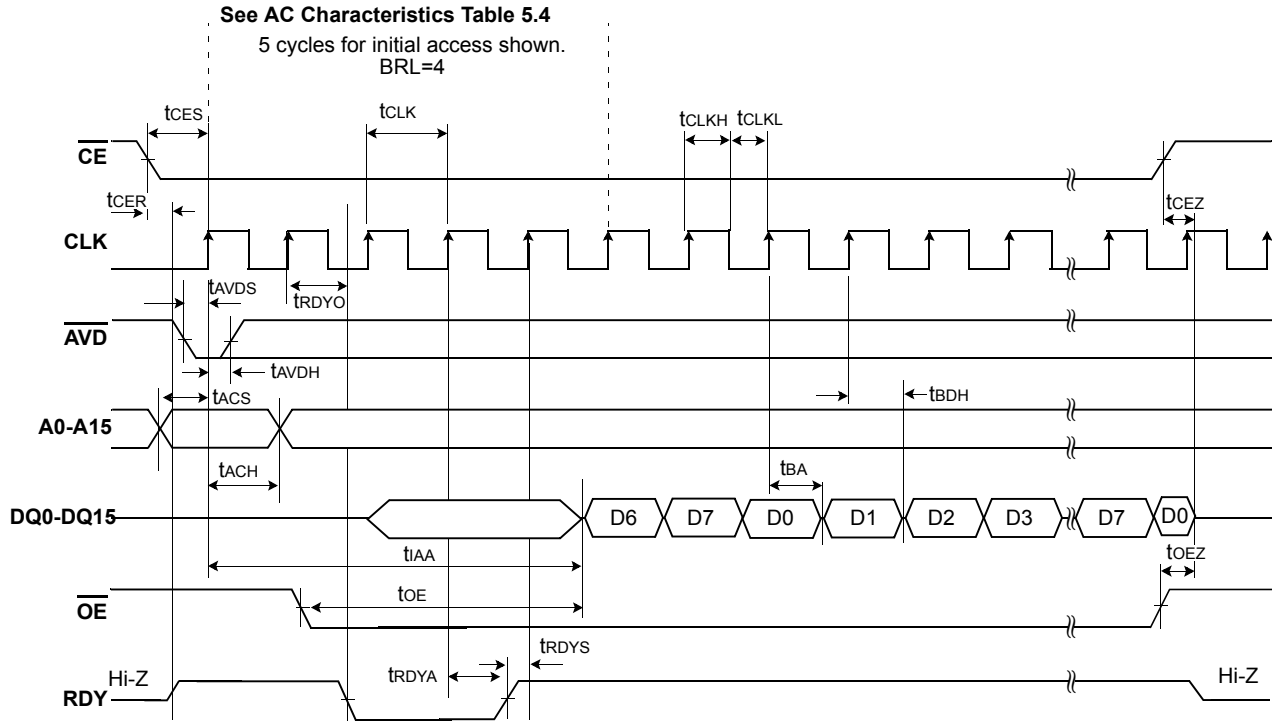 See AC Characteristics Table 5.4
5 cycles for initial access shown.
BRL=4
tCES
tCLK
tCLKH
tCLKL
CE
tCER
tCEZ
CLK
tAVDS
tRDYO
AVD
tAVDH
tACS
tBDH
A0-A15
tACH
tBA
DQ0-DQ15
D6
D7
D0
D1
D2
D3
D7
D0
tIAA
tOEZ
OE
tOE
tRDYS
tRDYA
Hi-Z
Hi-Z
RDY